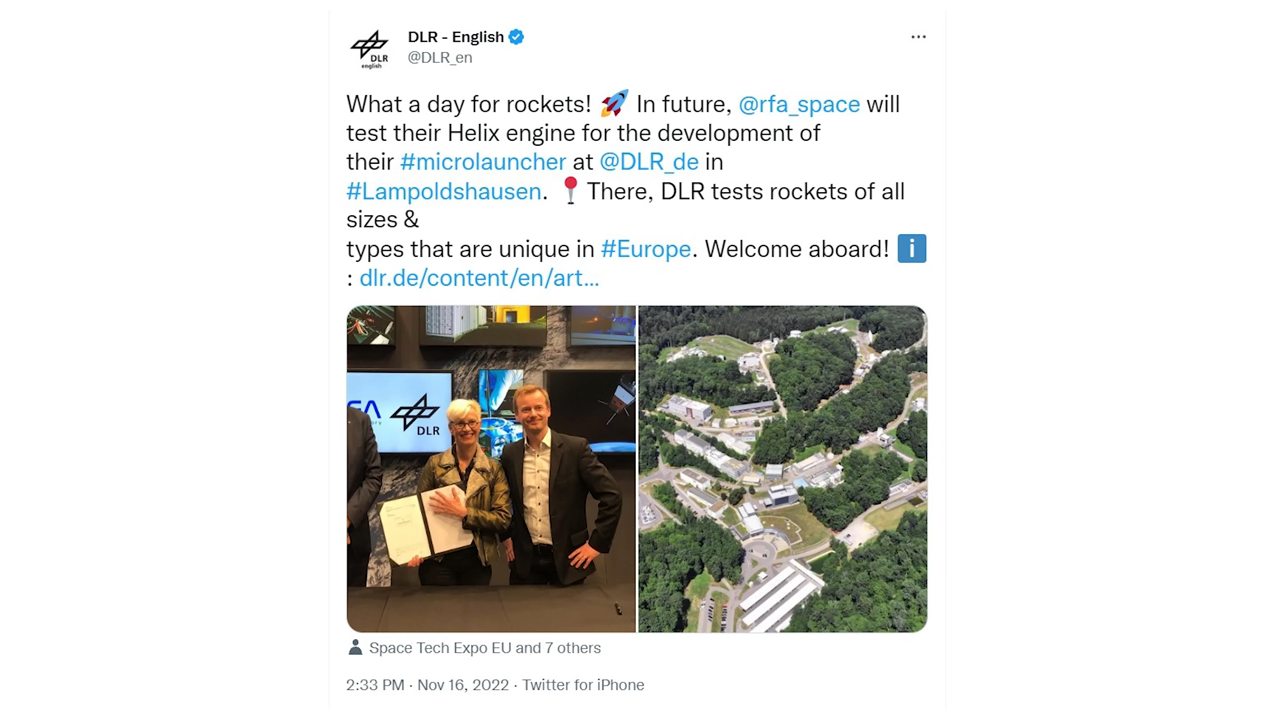 DLR - English
@DLR_en
DLR
english
What a day for rockets! 🚀 In future, @rfa_space will
test their Helix engine for the development of
their #microlauncher at @DLR_de in
#Lampoldshausen. 📍There, DLR tests rockets of all
sizes &
types that are unique in #Europe. Welcome aboard! ℹ️
: dlr.de/content/en/art...
DLR
Space Tech Expo EU and 7 others
2:33 PM · Nov 16, 2022 · Twitter for iPhone